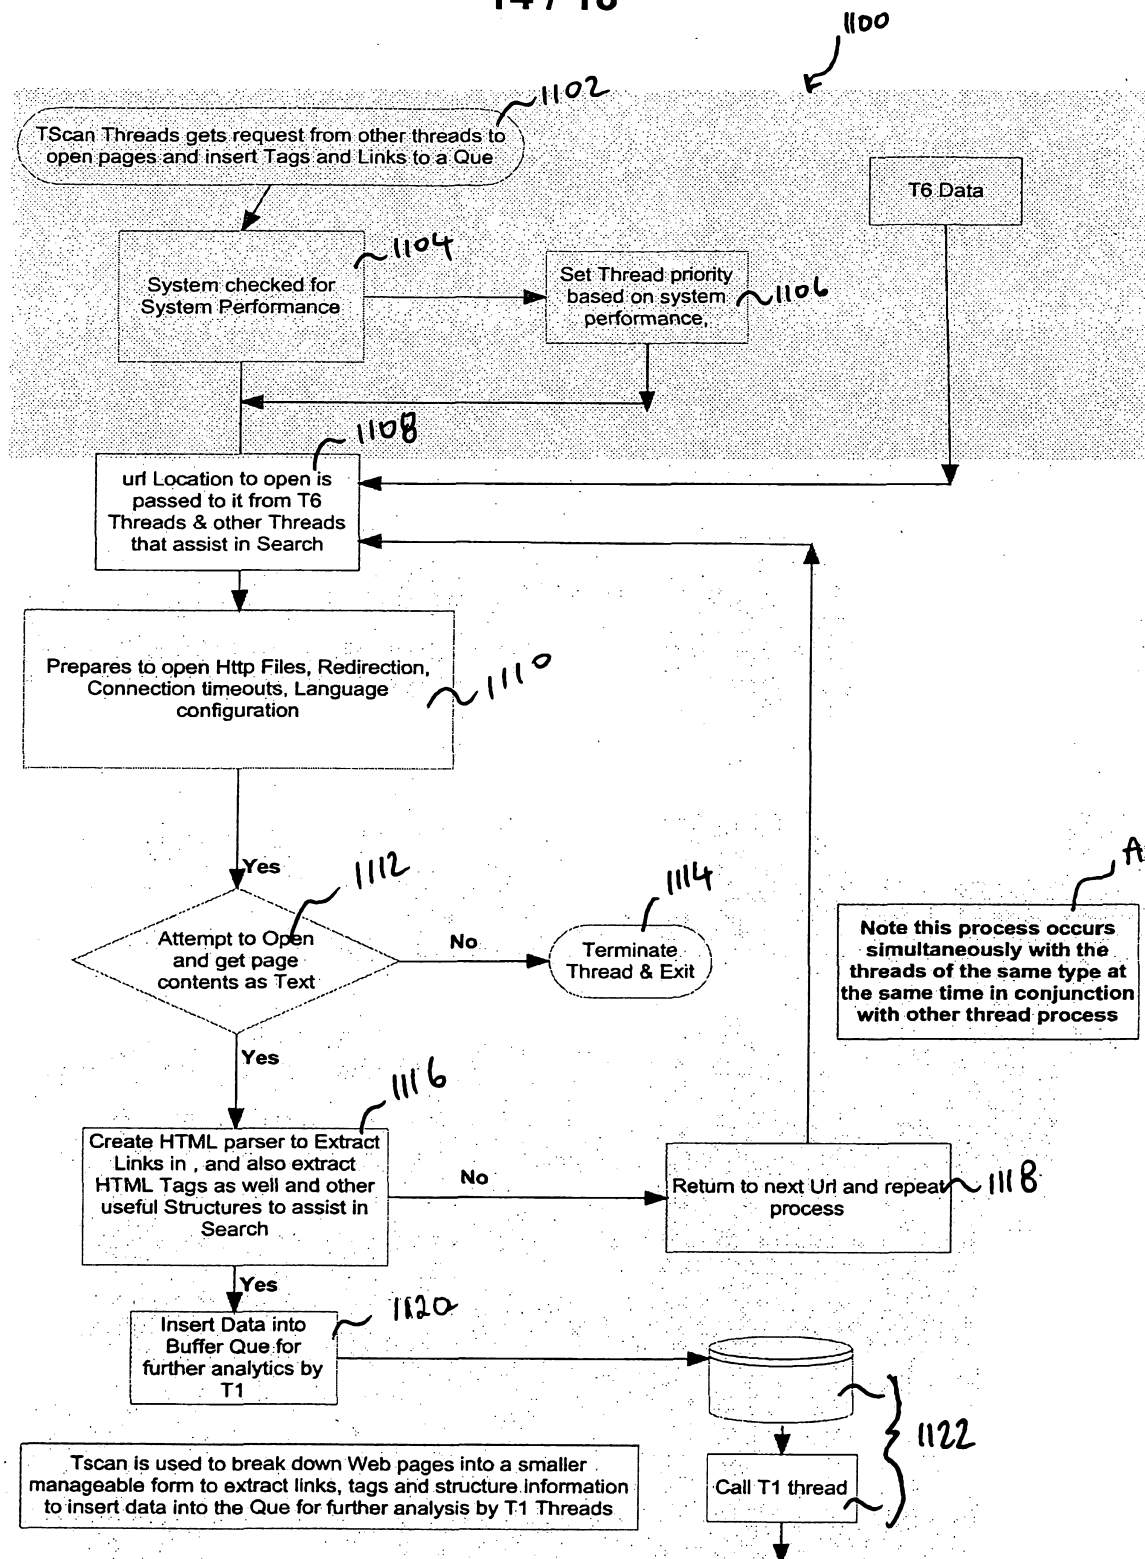 1100
1102
TScan Threads gets request from other threads to
open pages and insert Tags and Links to a Que
T6 Data
1104
System checked for
System Performance
Set Thread priority
based on system
performance,
1106
1108
url Location to open is
passed to it from T6
Threads & other Threads
that assist in Search
Prepares to open Http Files, Redirection,
Connection timeouts, Language
configuration
1110
Yes
1112
Attempt to Open
and get page
contents as Text
No
1114
Terminate
Thread & Exit
A
Note this process occurs
simultaneously with the
threads of the same type at
the same time in conjunction
with other thread process
Yes
1116
Create HTML parser to Extract
Links in , and also extract
HTML Tags as well and other
useful Structures to assist in
Search
No
Return to next Url and repeat
process
1118
Yes
1120
Insert Data into
Buffer Que for
further analytics by
T1
1122
Call T1 thread
Tscan is used to break down Web pages into a smaller
manageable form to extract links, tags and structure information
to insert data into the Que for further analysis by T1 Threads